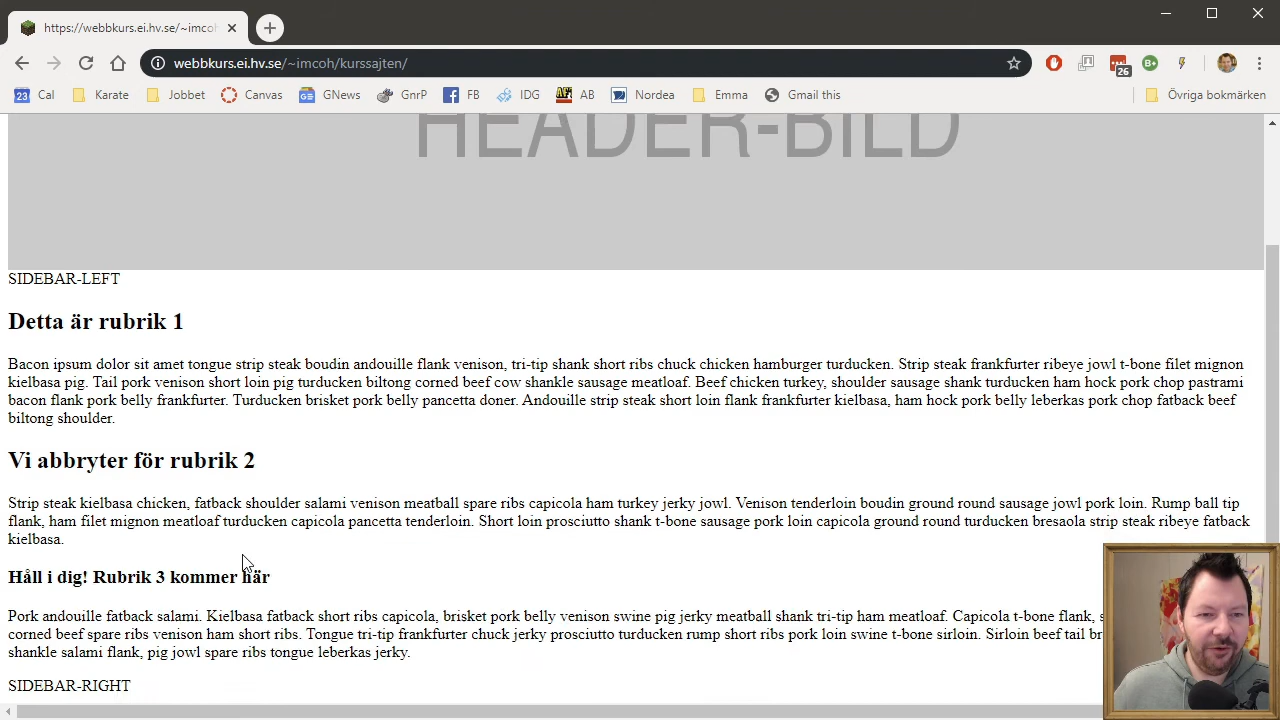 https://webbkurs.ei.hv.se/~imcoh
webbkurs.ei.hv.se/~imcoh/kurssajten/
26
B+
23 Cal Karate Jobbet Canvas GNews GnrP FB IDG AB Nordea Emma Gmail this Övriga bokmärken
HEADER-BILD
SIDEBAR-LEFT
Detta är rubrik 1
Bacon ipsum dolor sit amet tongue strip steak boudin andouille flank venison, tri-tip shank short ribs chuck chicken hamburger turducken. Strip steak frankfurter ribeye jowl t-bone filet mignon
kielbasa pig. Tail pork venison short loin pig turducken biltong corned beef cow shankle sausage meatloaf. Beef chicken turkey, shoulder sausage shank turducken ham hock pork chop pastrami
bacon flank pork belly frankfurter. Turducken brisket pork belly pancetta doner. Andouille strip steak short loin flank frankfurter kielbasa, ham hock pork belly leberkas pork chop fatback beef
biltong shoulder.
Vi abbryter för rubrik 2
Strip steak kielbasa chicken, fatback shoulder salami venison meatball spare ribs capicola ham turkey jerky jowl. Venison tenderloin boudin ground round sausage jowl pork loin. Rump ball tip
flank, ham filet mignon meatloaf turducken capicola pancetta tenderloin. Short loin prosciutto shank t-bone sausage pork loin capicola ground round turducken bresaola strip steak ribeye fatback
kielbasa.
Håll i dig! Rubrik 3 kommer här
Pork andouille fatback salami. Kielbasa fatback short ribs capicola, brisket pork belly venison swine pig jerky meatball shank tri-tip ham meatloaf. Capicola t-bone flank,
corned beef spare ribs venison ham short ribs. Tongue tri-tip frankfurter chuck jerky prosciutto turducken rump short ribs pork loin swine t-bone sirloin. Sirloin beef tail
shankle salami flank, pig jowl spare ribs tongue leberkas jerky.
SIDEBAR-RIGHT